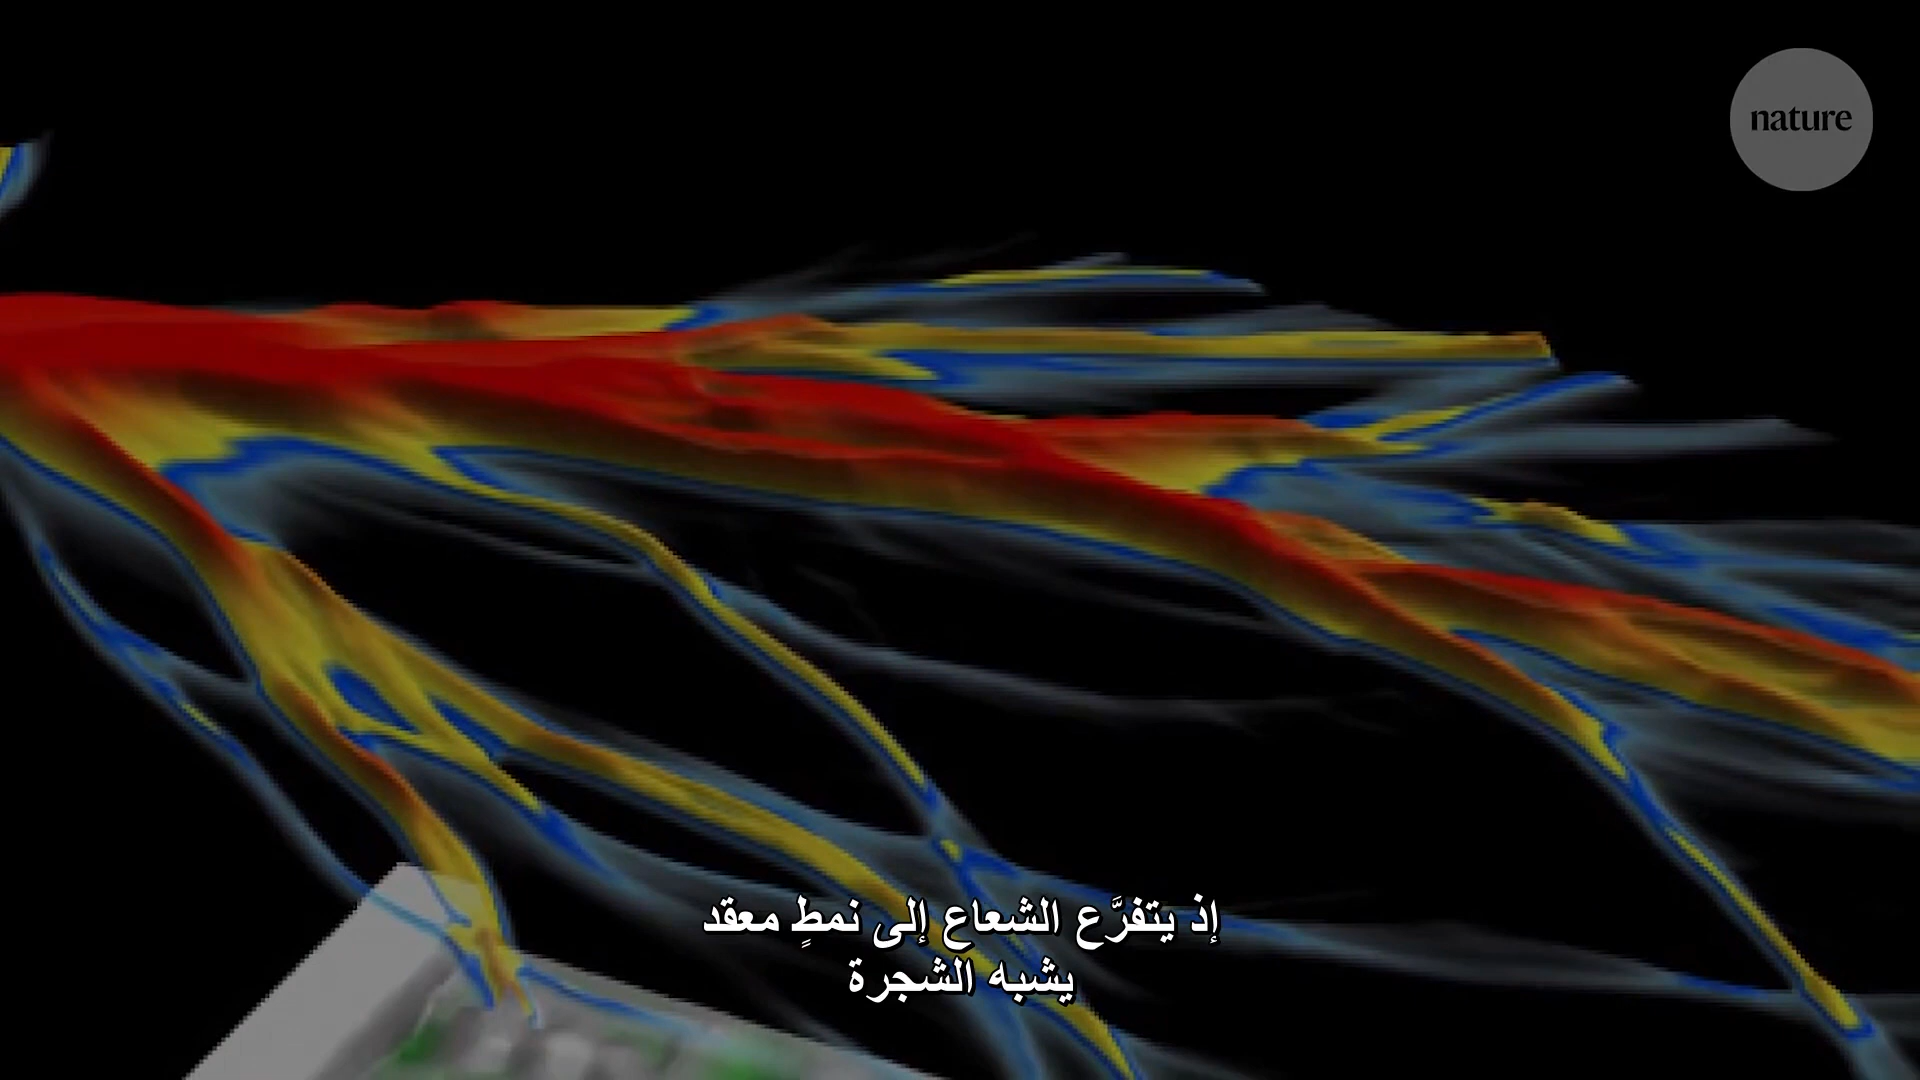 nature
إذ يتفرَّع الشعاع إلى نمطٍ معقد
يشبه الشجرة